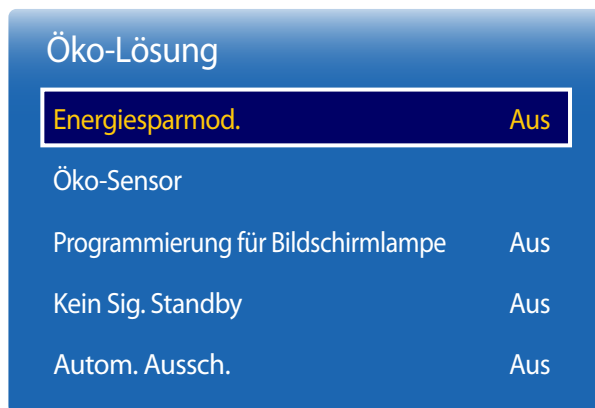 Öko-Lösung
Energiesparmod. Aus
Öko-Sensor
Programmierung für Bildschirmlampe Aus
Kein Sig. Standby Aus
Autom. Aussch. Aus